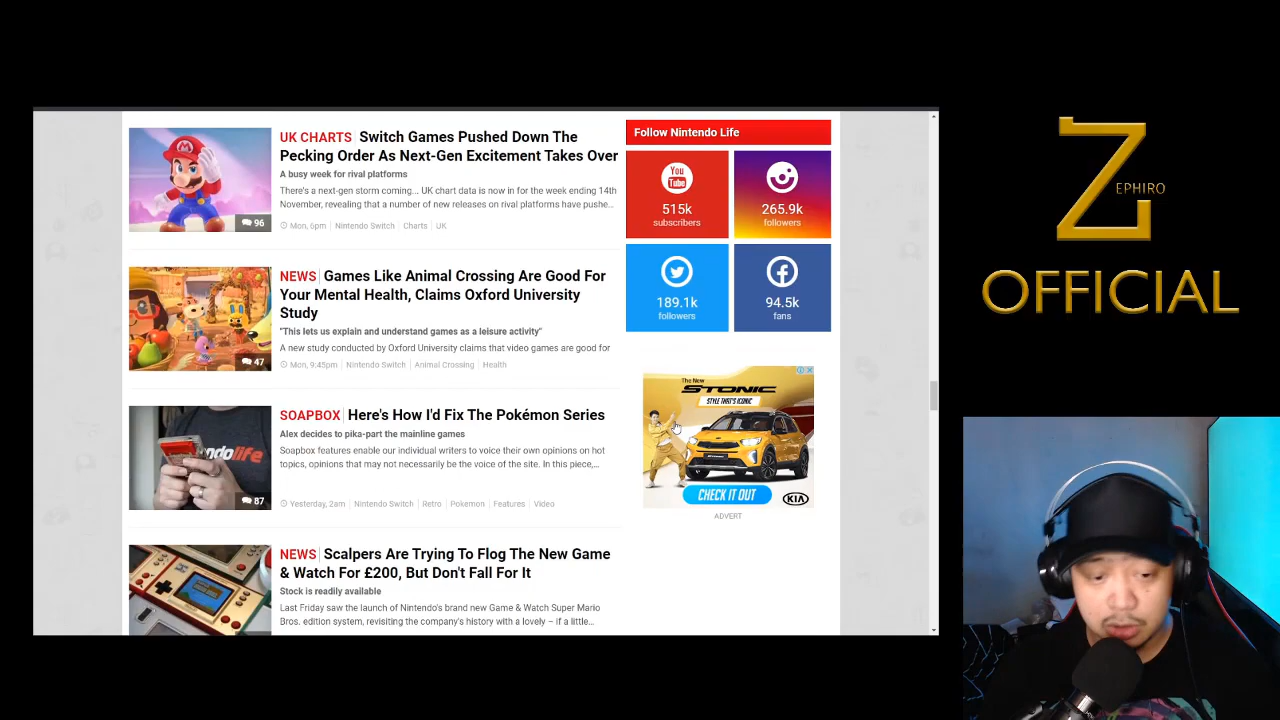 UK CHARTS Switch Games Pushed Down The
Pecking Order As Next-Gen Excitement Takes Over
A busy week for rival platforms
There's a next-gen storm coming... UK chart data is now in for the week ending 14th
November, revealing that a number of new releases on rival platforms have pushe...
96
Mon, 6pm Nintendo Switch Charts UK
NEWS Games Like Animal Crossing Are Good For
Your Mental Health, Claims Oxford University
Study
"This lets us explain and understand games as a leisure activity"
A new study conducted by Oxford University claims that video games are good for
47
Mon, 9:45pm Nintendo Switch Animal Crossing Health
SOAPBOX Here's How I'd Fix The Pokémon Series
Alex decides to pika-part the mainline games
Soapbox features enable our individual writers to voice their own opinions on hot
topics, opinions that may not necessarily be the voice of the site. In this piece,...
ndolife
87
Yesterday, 2am Nintendo Switch Retro Pokemon Features Video
NEWS Scalpers Are Trying To Flog The New Game
& Watch For £200, But Don't Fall For It
Stock is readily available
Last Friday saw the launch of Nintendo's brand new Game & Watch Super Mario
Bros. edition system, revisiting the company's history with a lovely – if a little...
Follow Nintendo Life
You
Tube
515k
subscribers
265.9k
followers
189.1k
followers
94.5k
fans
The New
STONIC
STYLE THAT'S ICONIC
CHECK IT OUT
KIA
ADVERT
ZEPHIRO
OFFICIAL